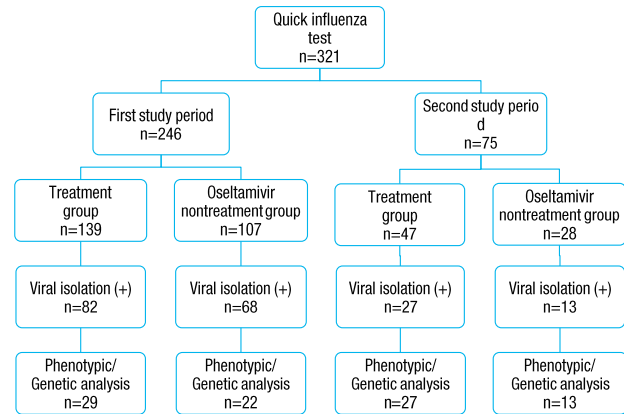 Quick influenza
test
n=321
First study period
n=246
Second study perio
d
n=75
Treatment
group
n=139
Oseltamivir
nontreatment group
n=107
Treatment
group
n=47
Oseltamivir
nontreatment group
n=28
Viral isolation (+)
n=82
Viral isolation (+)
n=68
Viral isolation (+)
n=27
Viral isolation (+)
n=13
Phenotypic/
Genetic analysis
n=29
Phenotypic/
Genetic analysis
n=22
Phenotypic/
Genetic analysis
n=27
Phenotypic/
Genetic analysis
n=13